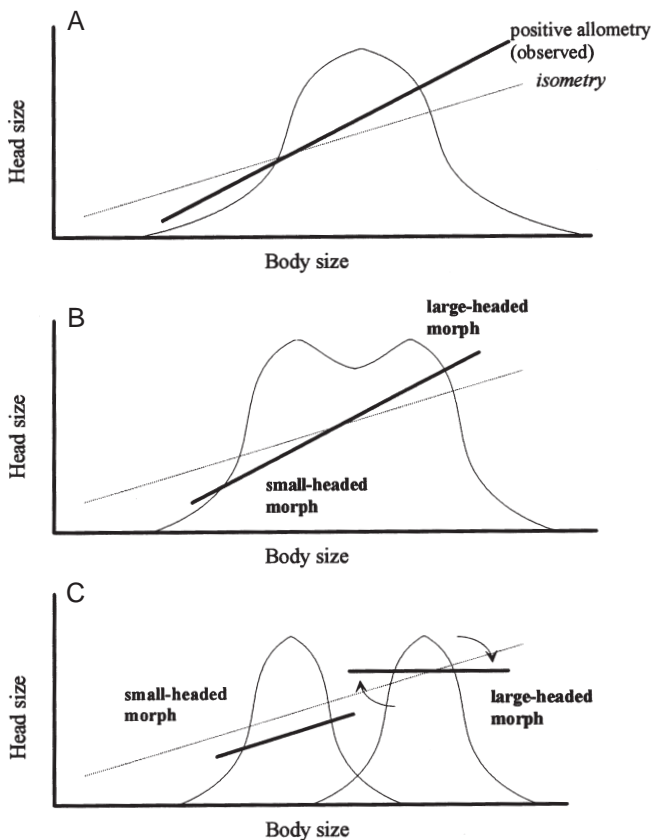 A
positive allometry
(observed)
isometry
Head size
Body size
B
large-headed
morph
Head size
small-headed
morph
Body size
C
small-headed
morph
large-headed
morph
Head size
Body size